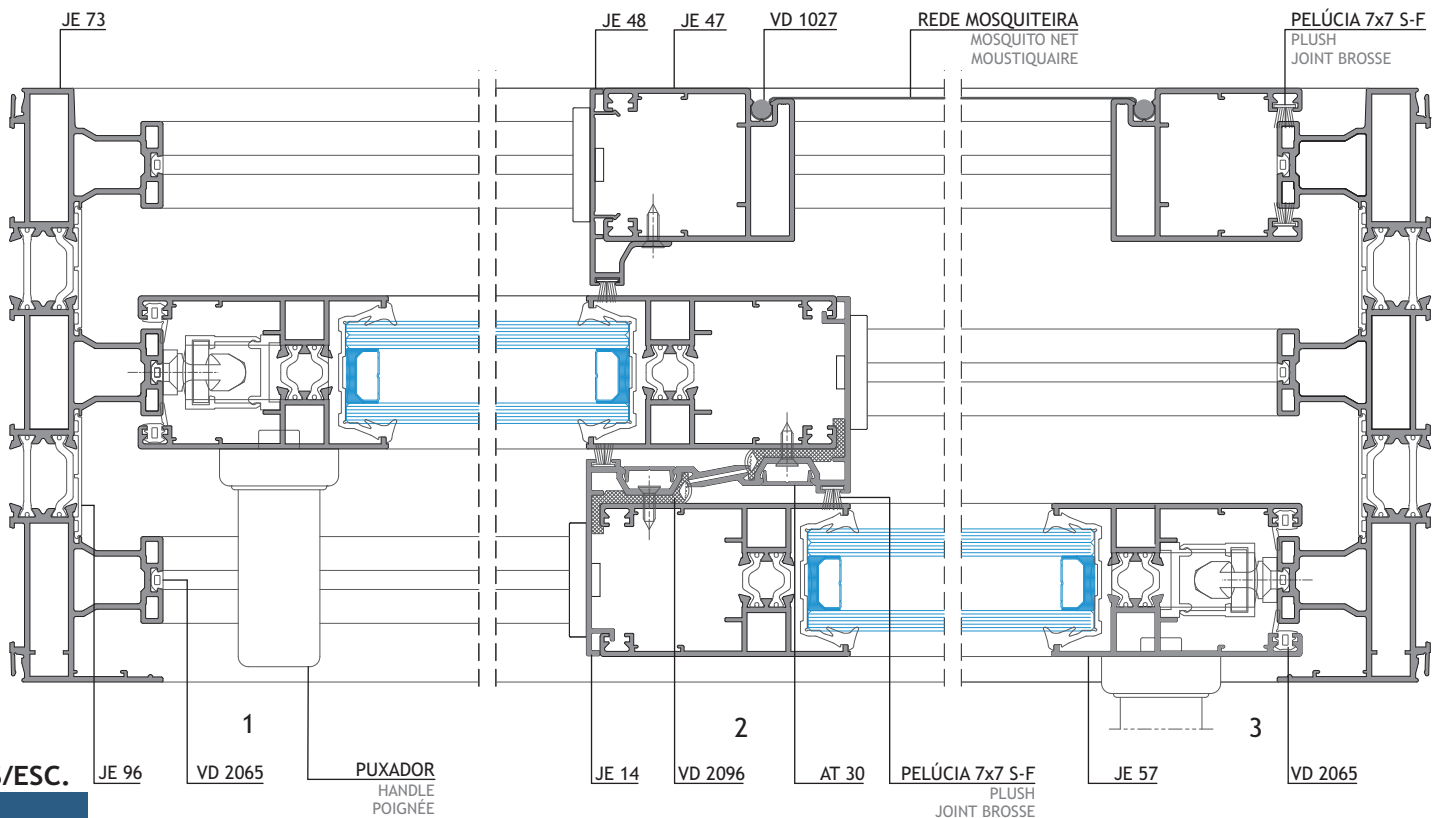 JE 73
JE 48
JE 47
VD 1027
REDE MOSQUITEIRA
MOSQUITO NET
MOUSTIQUAIRE
PELÚCIA 7x7 S-F
PLUSH
JOINT BROSSE
1
2
3
/ESC.
JE 96
VD 2065
PUXADOR
HANDLE
POIGNÉE
JE 14
VD 2096
AT 30
PELÚCIA 7x7 S-F
PLUSH
JOINT BROSSE
JE 57
VD 2065